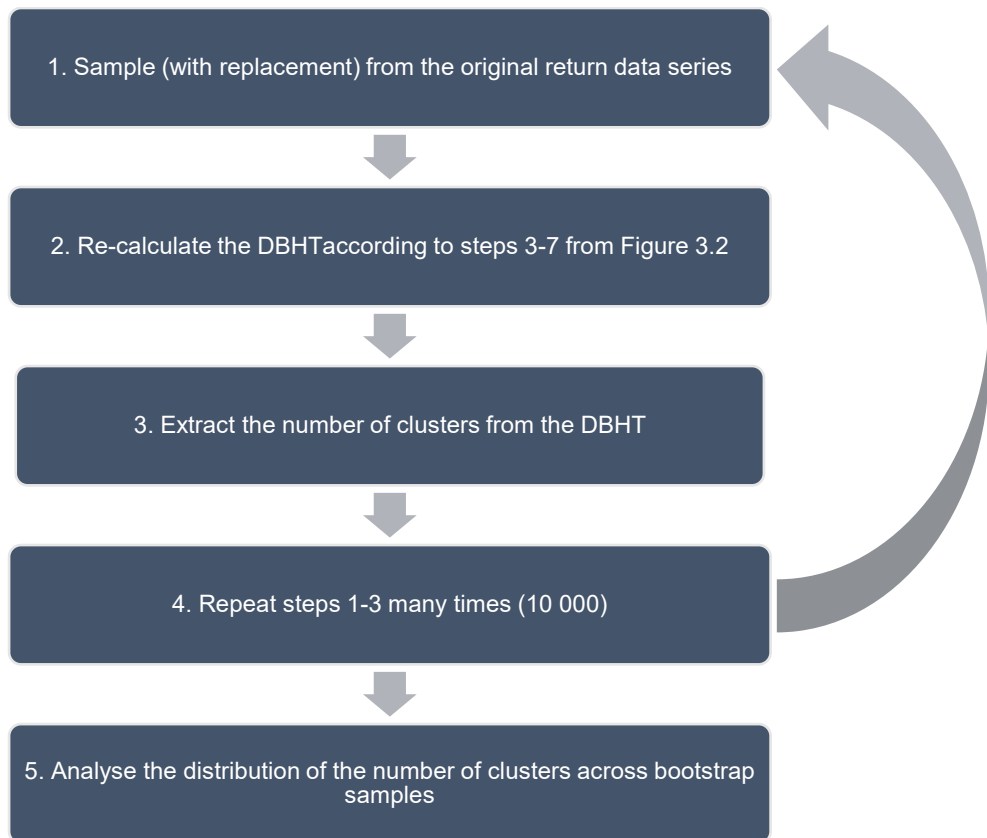 1. Sample (with replacement) from the original return data series
2. Re-calculate the DBHTaccording to steps 3-7 from Figure 3.2
3. Extract the number of clusters from the DBHT
4. Repeat steps 1-3 many times (10 000)
5. Analyse the distribution of the number of clusters across bootstrap
samples